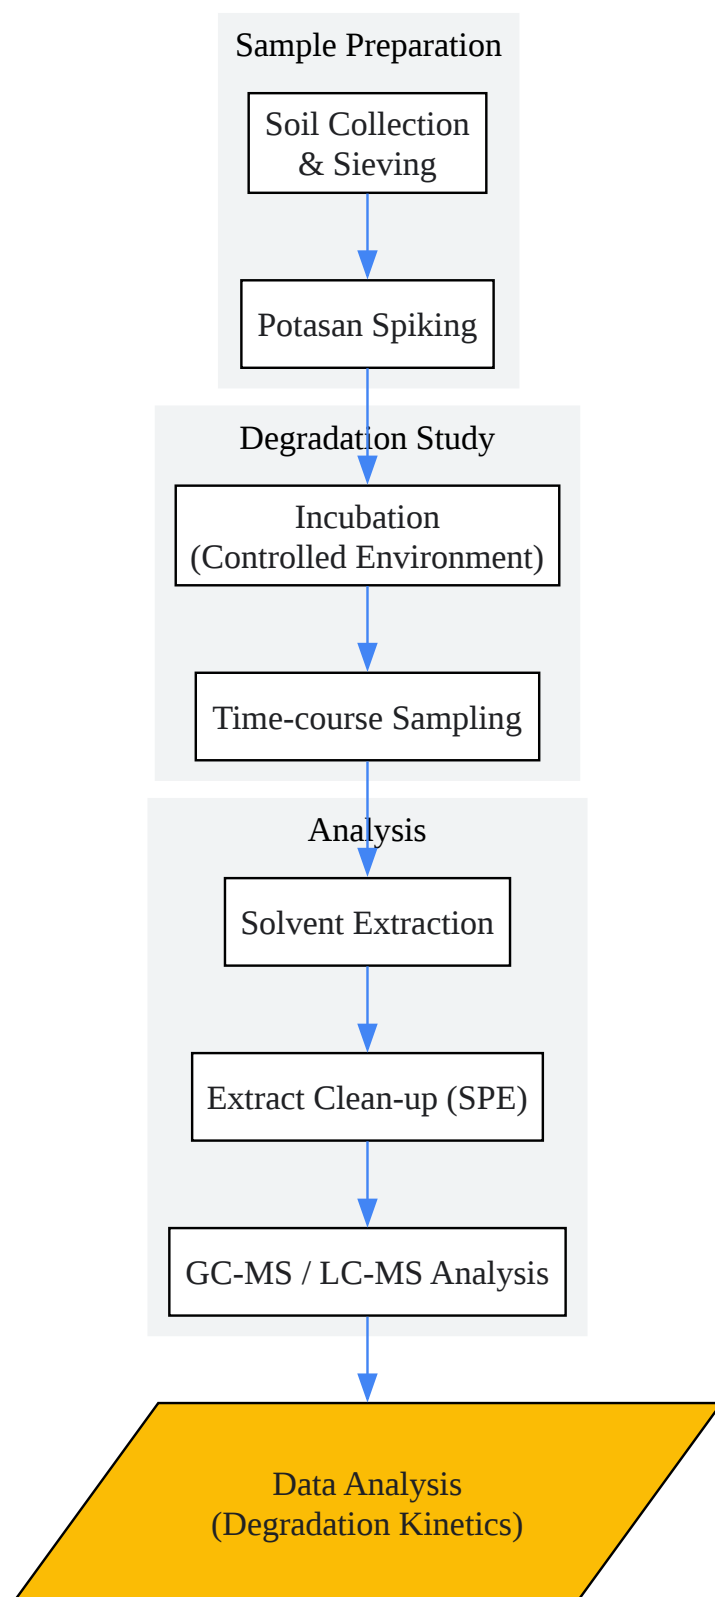 Sample Preparation
Soil Collection
& Sieving
Potasan Spiking
Degradation Study
Incubation
(Controlled Environment)
Time-course Sampling
Analysis
Solvent Extraction
Extract Clean-up (SPE)
GC-MS / LC-MS Analysis
Data Analysis
(Degradation Kinetics)